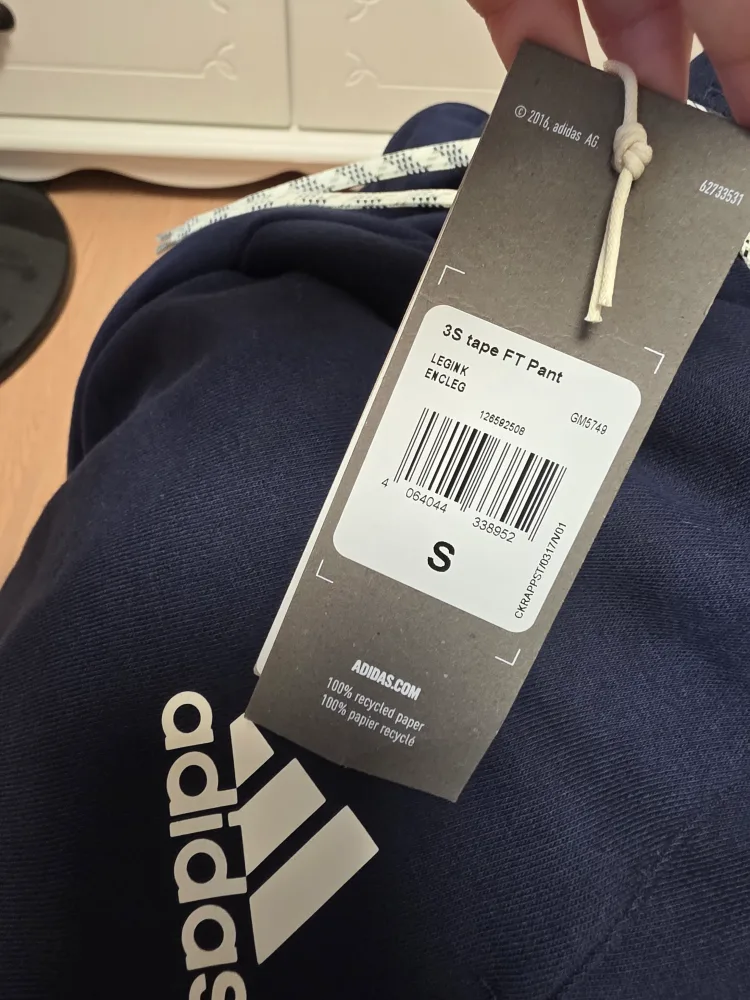 © 2016, adidas AG
62733531
3S tape FT Pant
LEGINK
ENCLEG
126592508
GM5749
4 064044 338952
S
CKRAPPST/0317/V01
ADIDAS.COM
100% recycled paper
100% papier recyclé
adidas